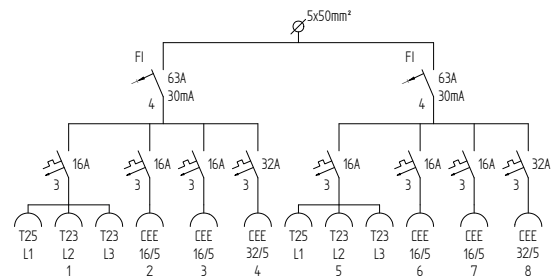 5x50mm²
FI FI
63A 63A
30mA 30mA
4 4
16A 16A 16A 32A 16A 16A 16A 32A
3 3 3 3 3 3 3 3
T25 T23 T23 CEE CEE CEE T25 T23 T23 CEE CEE CEE
L1 L2 L3 16/5 16/5 32/5 L1 L2 L3 16/5 16/5 32/5
1 2 3 4 5 6 7 8